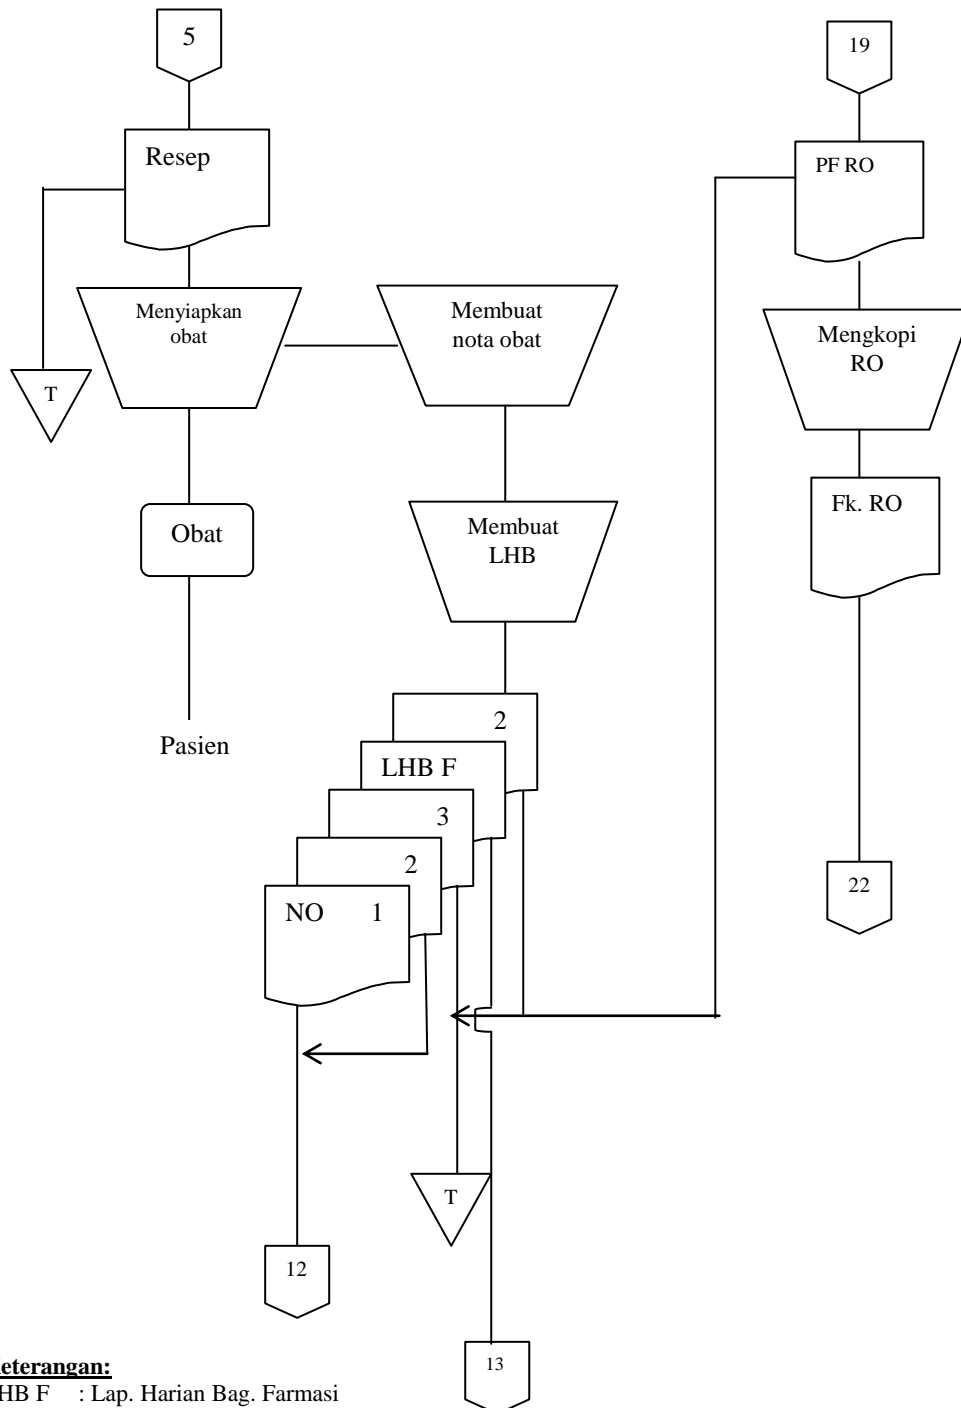 5
19
Resep
PF RO
Menyiapkan
obat
Membuat
nota obat
Mengkopi
RO
T
Obat
Membuat
LHB
Fk. RO
2
Pasien
LHB F
3
2
22
NO 1
T
12
13
eterangan:
HB F : Lap. Harian Bag. Farmasi